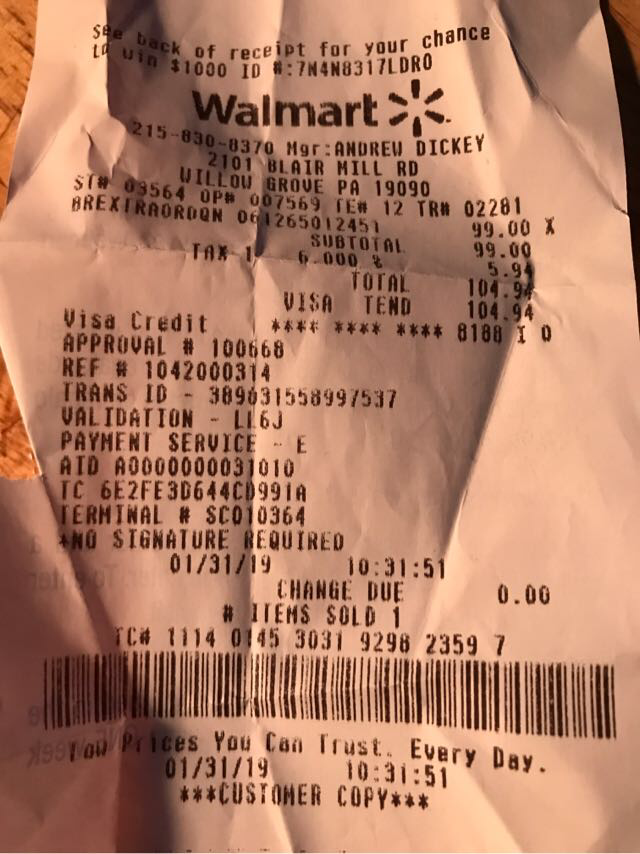 See back of receipt for your chance
to win $1000 ID #:7N4N8317LDRO
Walmart
215-830-8370 Mgr:ANDREW DICKEY
2101 BLAIR MILL RD
WILLOW GROVE PA 19090
ST# 03564 OP# 007569 TE# 12 TR# 02281
BREXTRAORDQN 061265012451 99.00 X
SUBTOTAL 99.00
TAX 1 6.000 % 5.94
TOTAL 104.94
VISA TEND 104.94
Visa Credit **** **** **** 8188 I 0
APPROVAL # 100668
REF # 1042000314
TRANS ID - 389631558997537
VALIDATION - LL6J
PAYMENT SERVICE - E
AID A0000000031010
TC 6E2FE3D644CD991A
TERMINAL # SC010364
*NO SIGNATURE REQUIRED
01/31/19 10:31:51
CHANGE DUE 0.00
# ITEMS SOLD 1
TC# 1114 0145 3031 9298 2359 7
Low Prices You Can Trust. Every Day.
01/31/19 10:31:51
***CUSTOMER COPY***